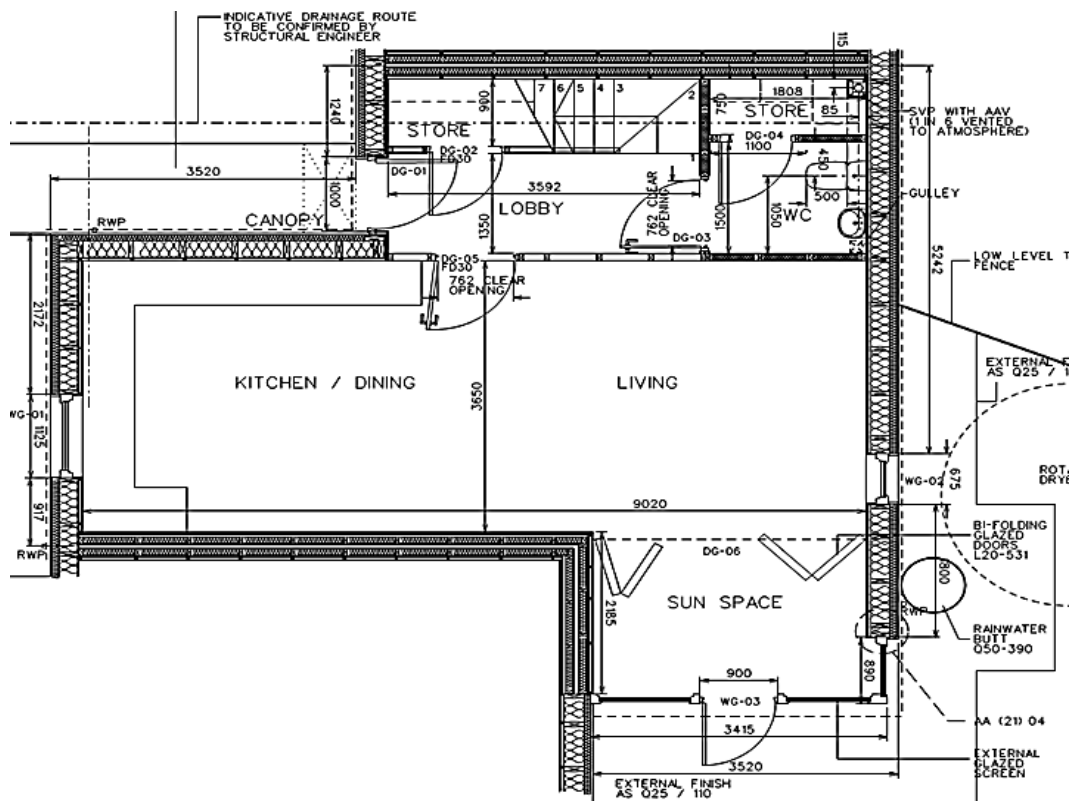 INDICATIVE DRAINAGE ROUTE
TO BE CONFIRMED BY
STRUCTURAL ENGINEER
115
1240
960
7
6
5
4
3
2
1
750
1808
STORE
STORE
85
SVP WITH AAV
(1 IN 6 VENTED
TO ATMOSPHERE)
DG-02
FD30
DG-04
1100
450
3520
1000
DG-01
3592
762 CLEAR
OPENING
500
GULLEY
CANOPY
RWP
LOBBY
1350
1500
1050
WC
DG-03
5242
DG-05
FD30
762 CLEAR
OPENING
LOW LEVEL T
FENCE
2172
EXTERNAL FI
AS Q25 / 1
KITCHEN / DINING
3650
LIVING
WG-01
1125
917
WG-02
675
ROTA
DRYE
9020
RWP
DG-06
BI-FOLDING
GLAZED
DOORS
L20-531
2185
SUN SPACE
800
RWP
RAINWATER
BUTT
Q50-390
900
890
WG-03
AA (21) 04
3415
EXTERNAL
GLAZED
SCREEN
3520
EXTERNAL FINISH
AS Q25 / 110